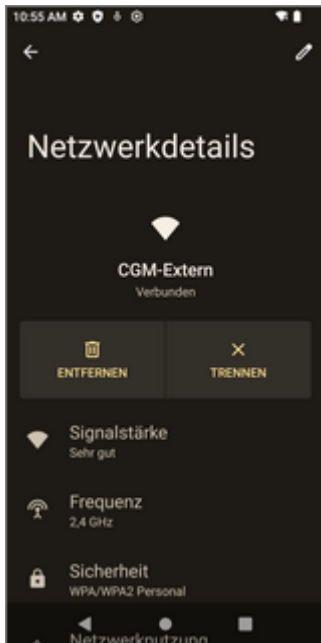 10:55 AM
Netzwerkdetails
CGM-Extern
Verbunden
ENTFERNEN
TRENNEN
Signalstärke
Sehr gut
Frequenz
2,4 GHz
Sicherheit
WPA/WPA2 Personal
Netzwerknutzung